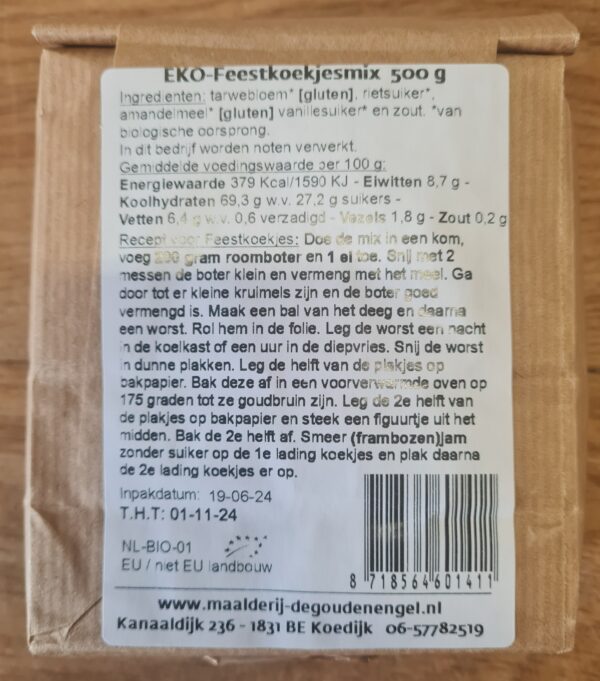 EKO-Feestkoekjesmix 500 g
Ingredienten: tarwebloem* [gluten], rietsuiker*,
amandelmeel* [gluten] vanillesuiker* en zout. *van
biologische oorsprong.
In dit bedrijf worden noten verwerkt.
Gemiddelde voedingswaarde per 100 g:
Energiewaarde 379 Kcal/1590 KJ - Eiwitten 8,7 g -
Koolhydraten 69,3 g w.v. 27,2 g suikers -
Vetten 6,4 g w.v. 0,6 verzadigd - Vezels 1,8 g - Zout 0,2 g
Recept voor Feestkoekjes: Doe de mix in een kom,
voeg 200 gram roomboter en 1 ei toe. Snij met 2
messen de boter klein en vermeng met het meel. Ga
door tot er kleine kruimels zijn en de boter goed
vermengd is. Maak een bal van het deeg en daarna
een worst. Rol hem in de folie. Leg de worst een nacht
in de koelkast of een uur in de diepvries. Snij de worst
in dunne plakken. Leg de helft van de plakjes op
bakpapier. Bak deze af in een voorverwarmde oven op
175 graden tot ze goudbruin zijn. Leg de 2e helft van
de plakjes op bakpapier en steek een figuurtje uit het
midden. Bak de 2e helft af. Smeer (frambozen)jam
zonder suiker op de 1e lading koekjes en plak daarna
de 2e lading koekjes er op.
Inpakdatum: 19-06-24
T.H.T: 01-11-24
NL-BIO-01
EU / niet EU landbouw
8 718564 601411
www.maalderij-degoudenengel.nl
Kanaaldijk 236 - 1831 BE Koedijk 06-57782519